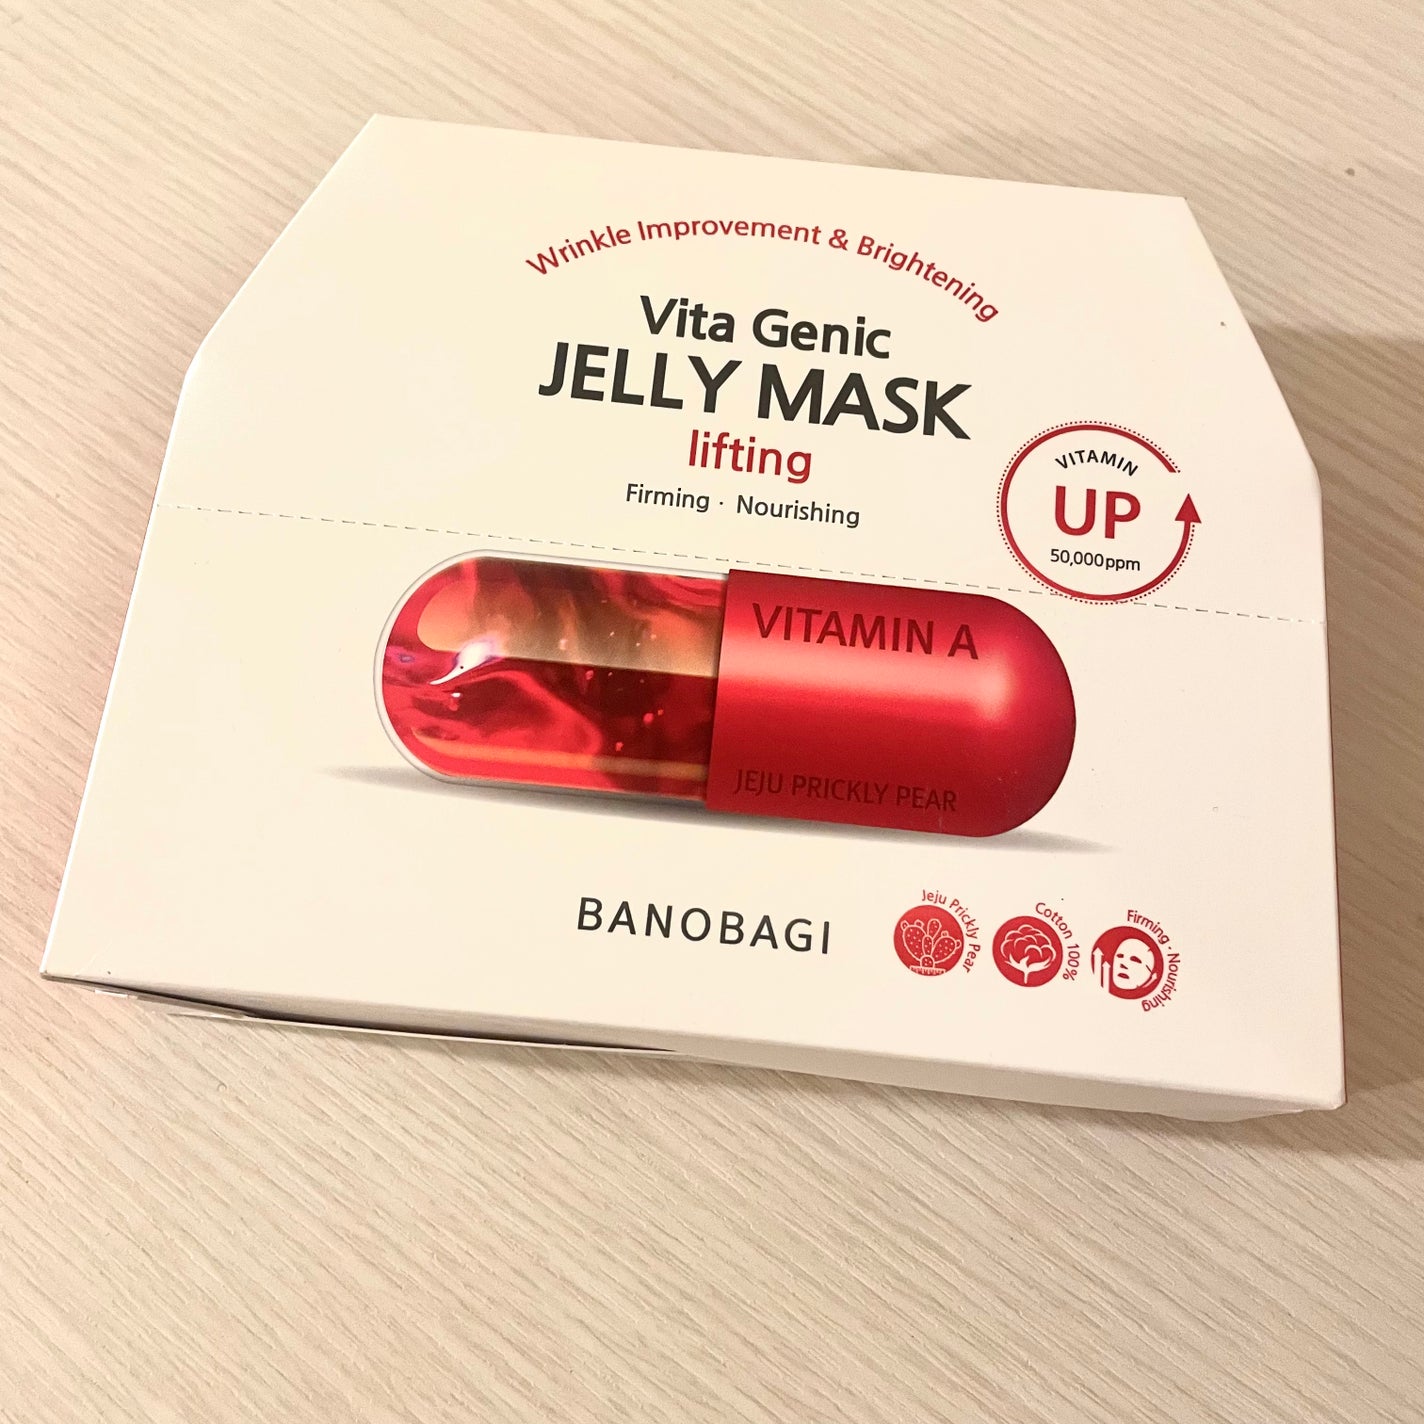 Wrinkle Improvement & Brightening
Vita Genic
JELLY MASK
lifting
Firming · Nourishing
VITAMIN
UP
50,000ppm
VITAMIN A
JEJU PRICKLY PEAR
BANOBAGI
Jeju Prickly Pear
Cotton 100%
Firming · Nourishing